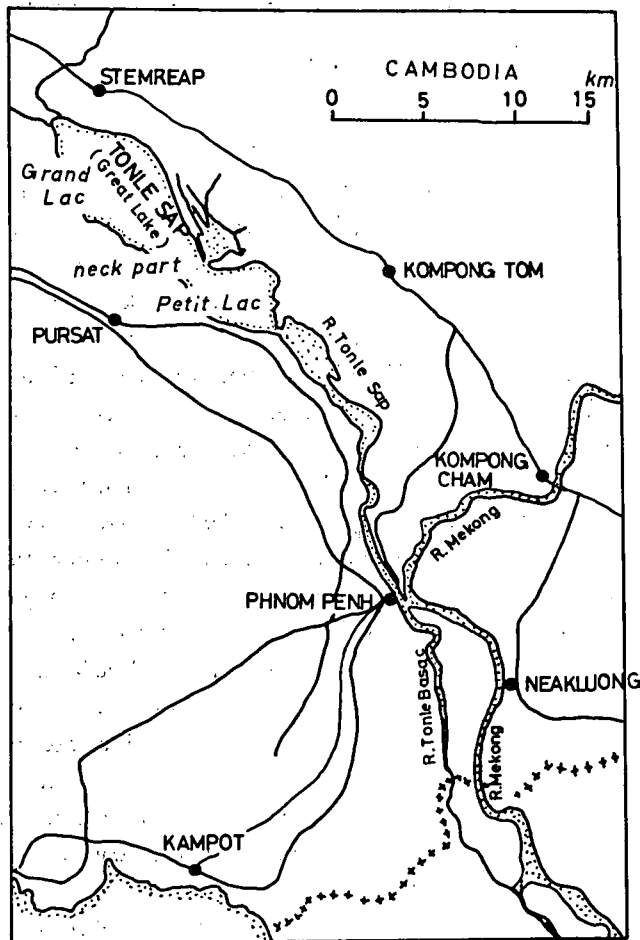 CAMBODIA
km
0 5 10 15
STEMREAP
TONLE SAP
(Great Lake)
Grand
Lac
neck part
Petit Lac
KOMPONG TOM
PURSAT
R. Tonle Sap
KOMPONG
CHAM
R. Mekong
PHNOM PENH
NEAKLUONG
R. Tonle Basac
R. Mekong
KAMPOT